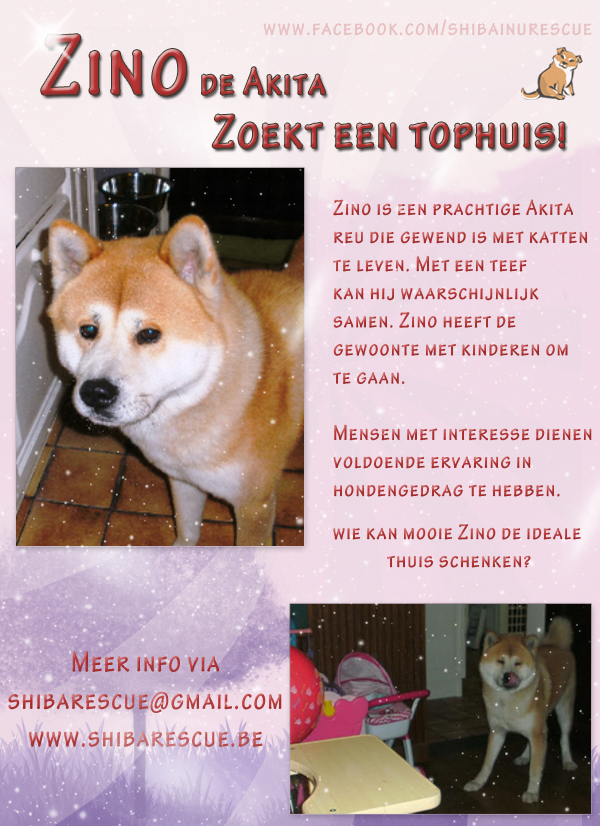 www.facebook.com/shibainurescue
Zino de Akita
Zoekt een tophuis!
Zino is een prachtige Akita
reu die gewend is met katten
te leven. Met een teef
kan hij waarschijnlijk
samen. Zino heeft de
gewoonte met kinderen om
te gaan.
Mensen met interesse dienen
voldoende ervaring in
hondengedrag te hebben.
wie kan mooie Zino de ideale
thuis schenken?
Meer info via
shibarescue@gmail.com
www.shibarescue.be